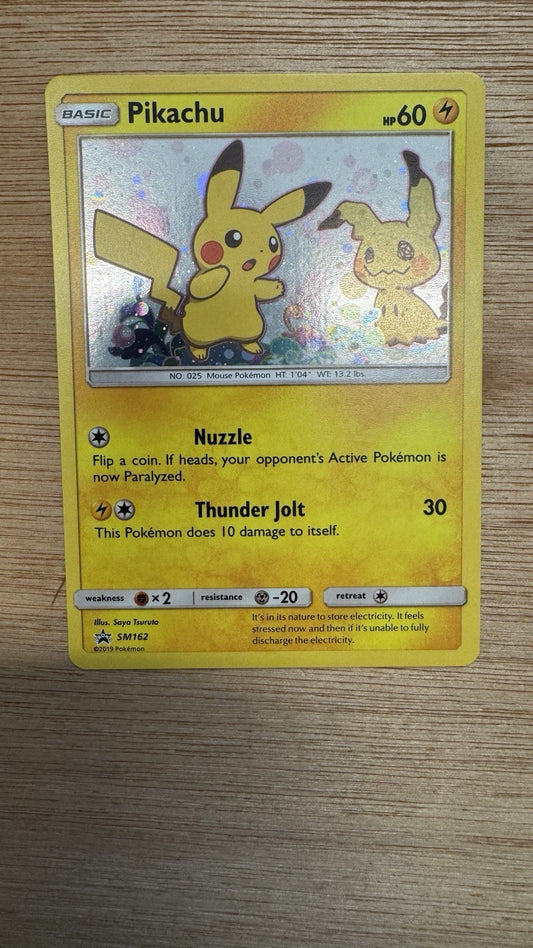 BASIC Pikachu HP60
NO. 025 Mouse Pokémon HT: 1'04" WT: 13.2 lbs.
Nuzzle
Flip a coin. If heads, your opponent's Active Pokémon is
now Paralyzed.
Thunder Jolt 30
This Pokémon does 10 damage to itself.
weakness ×2 resistance -20 retreat
Illus. Saya Tsuruta
SM162
©2019 Pokémon
It's in its nature to store electricity. It feels
stressed now and then if it's unable to fully
discharge the electricity.